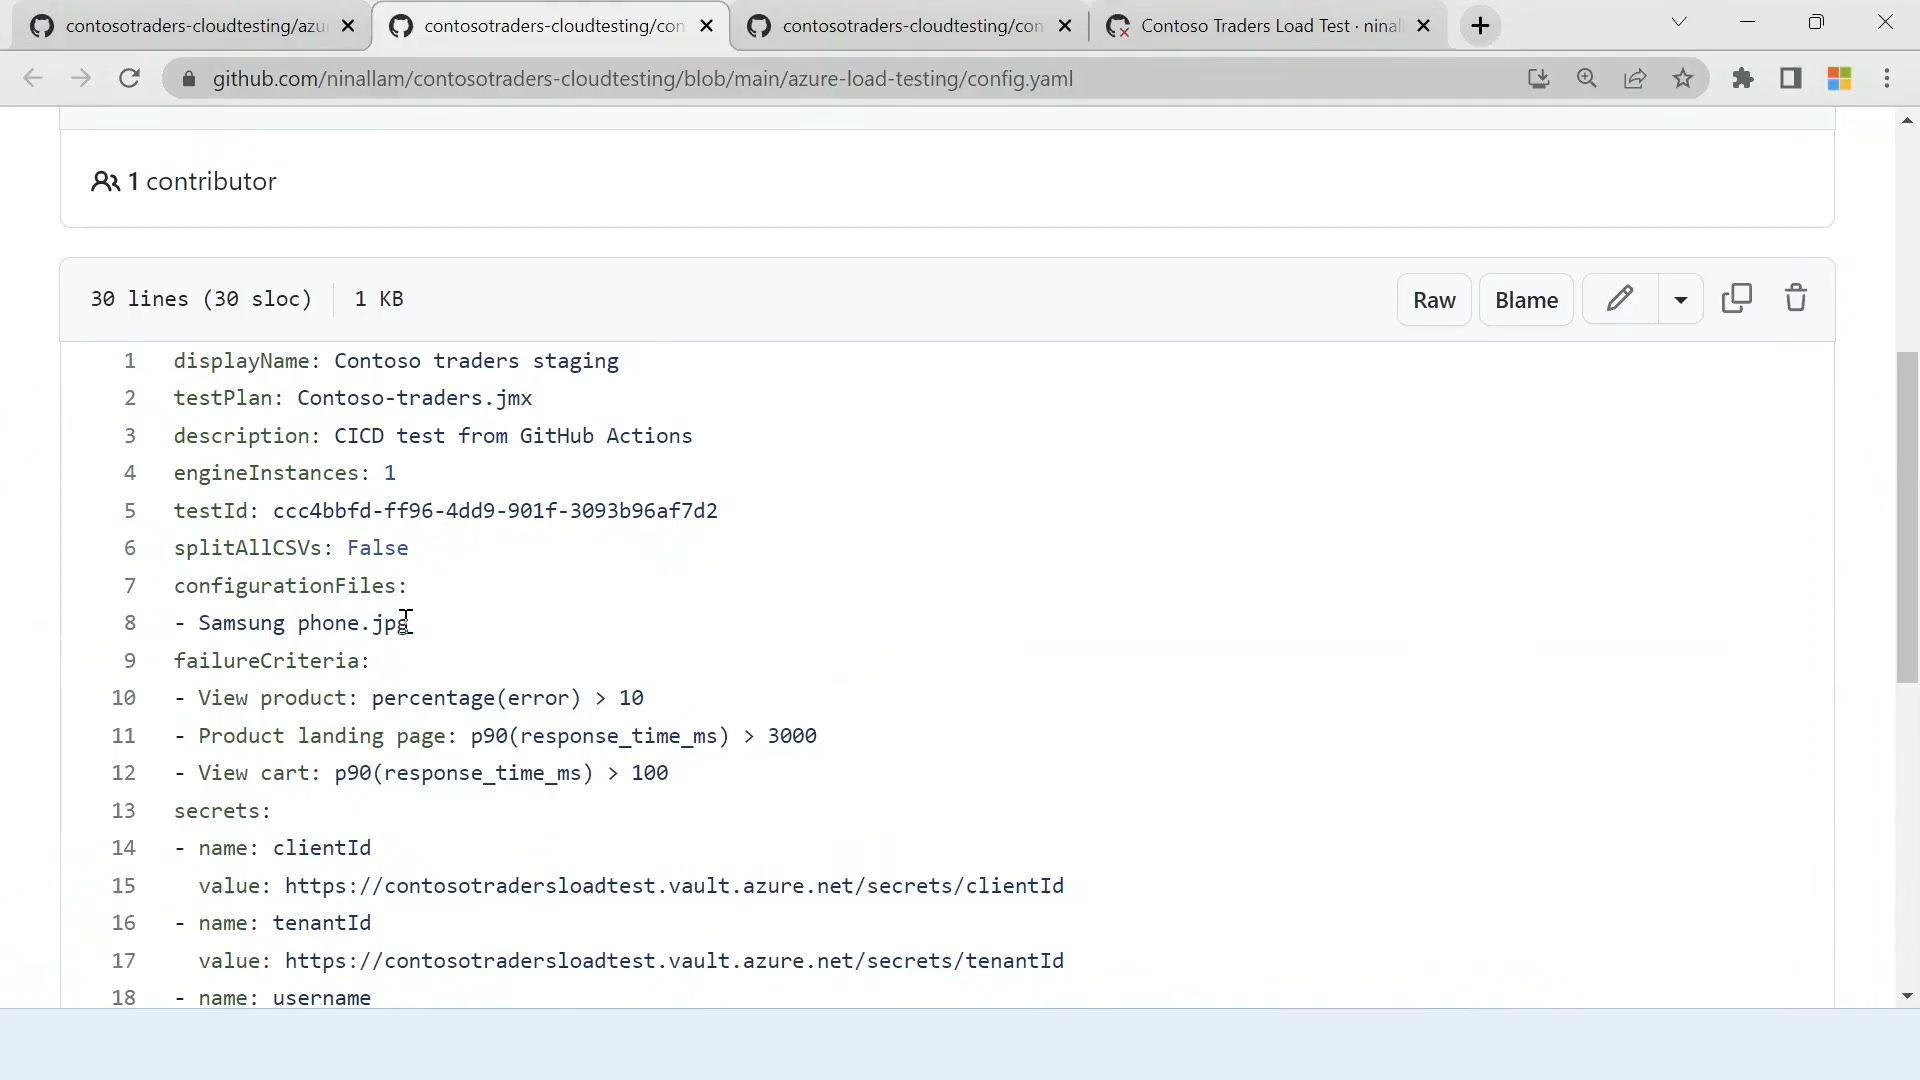 contosotraders-cloudtesting/azu
contosotraders-cloudtesting/con
contosotraders-cloudtesting/con
Contoso Traders Load Test · ninal
github.com/ninallam/contosotraders-cloudtesting/blob/main/azure-load-testing/config.yaml
1 contributor
30 lines (30 sloc) 1 KB
Raw Blame
1 displayName: Contoso traders staging
2 testPlan: Contoso-traders.jmx
3 description: CICD test from GitHub Actions
4 engineInstances: 1
5 testId: ccc4bbfd-ff96-4dd9-901f-3093b96af7d2
6 splitAllCSVs: False
7 configurationFiles:
8 - Samsung phone.jpg
9 failureCriteria:
10 - View product: percentage(error) > 10
11 - Product landing page: p90(response_time_ms) > 3000
12 - View cart: p90(response_time_ms) > 100
13 secrets:
14 - name: clientId
15 value: https://contosotradersloadtest.vault.azure.net/secrets/clientId
16 - name: tenantId
17 value: https://contosotradersloadtest.vault.azure.net/secrets/tenantId
18 - name: username